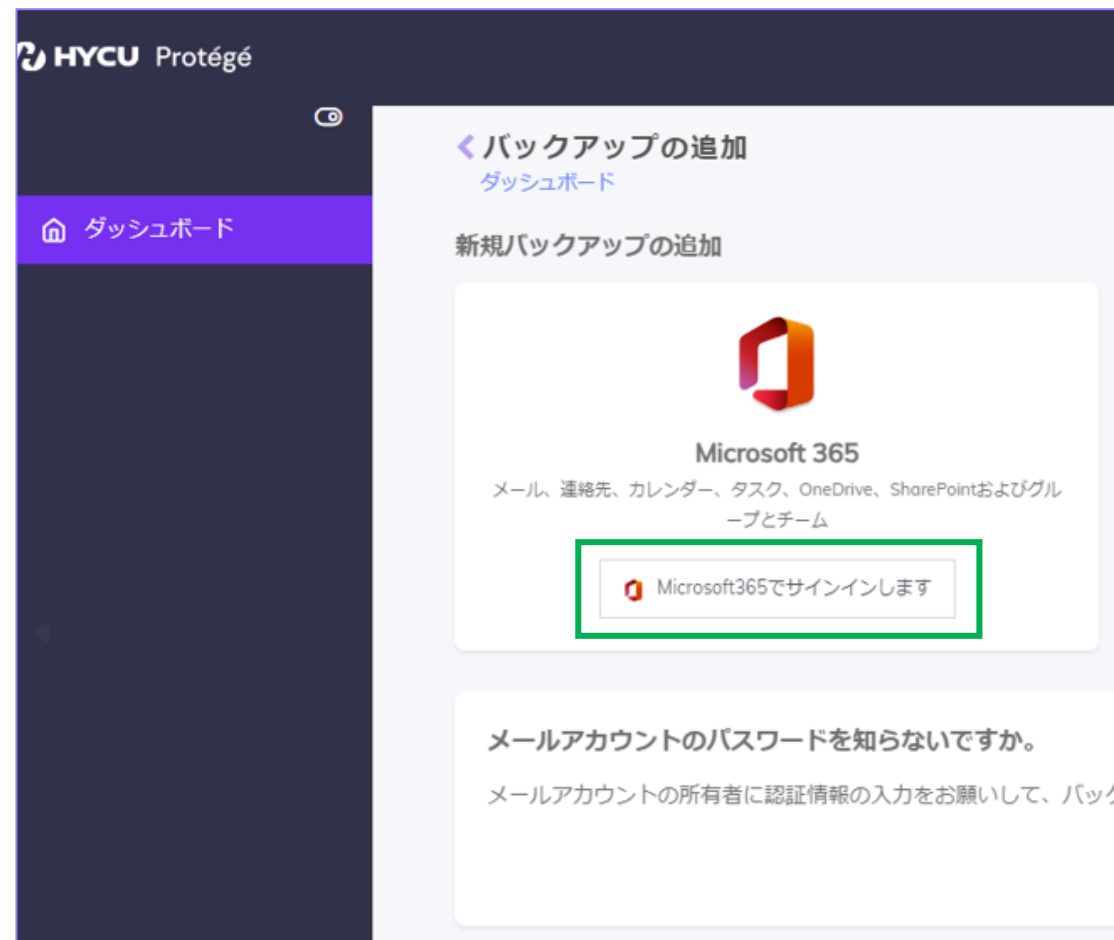 HYCU Protégé
バックアップの追加
ダッシュボード
ダッシュボード
新規バックアップの追加
Microsoft 365
メール、連絡先、カレンダー、タスク、OneDrive、SharePointおよびグル
ープとチーム
Microsoft365でサインインします
メールアカウントのパスワードを知らないですか。
メールアカウントの所有者に認証情報の入力をお願いして、バック